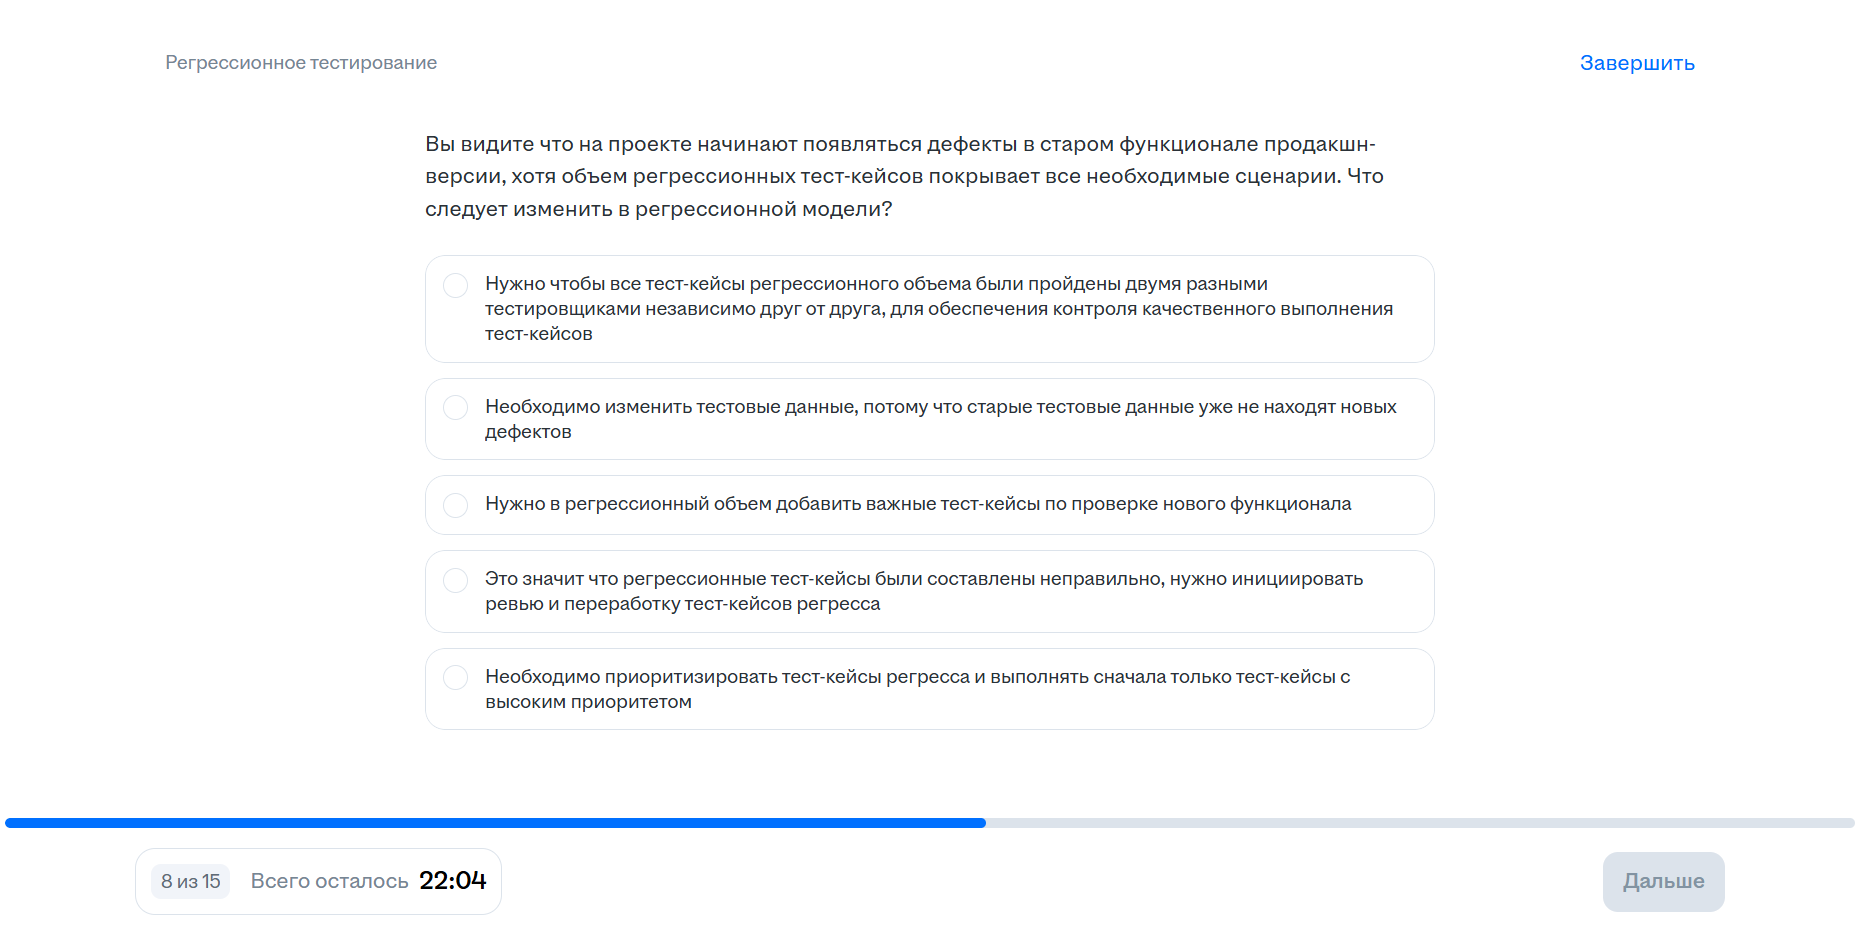 Регрессионное тестирование
Завершить
Вы видите что на проекте начинают появляться дефекты в старом функционале продакшн-
версии, хотя объем регрессионных тест-кейсов покрывает все необходимые сценарии. Что
следует изменить в регрессионной модели?
Нужно чтобы все тест-кейсы регрессионного объема были пройдены двумя разными
тестировщиками независимо друг от друга, для обеспечения контроля качественного выполнения
тест-кейсов
Необходимо изменить тестовые данные, потому что старые тестовые данные уже не находят новых
дефектов
Нужно в регрессионный объем добавить важные тест-кейсы по проверке нового функционала
Это значит что регрессионные тест-кейсы были составлены неправильно, нужно инициировать
ревью и переработку тест-кейсов регресса
Необходимо приоритизировать тест-кейсы регресса и выполнять сначала только тест-кейсы с
высоким приоритетом
8 из 15
Всего осталось 22:04
Дальше